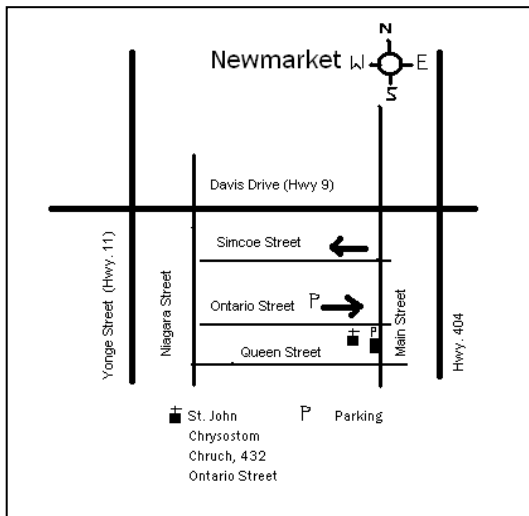 N
Newmarket W E
S
Davis Drive (Hwy 9)
Simcoe Street
Ontario Street P
P
Queen Street
Yonge Street (Hwy. 11)
Niagara Street
Main Street
Hwy. 404
St. John
Chrysostom
Chruch, 432
Ontario Street
P Parking